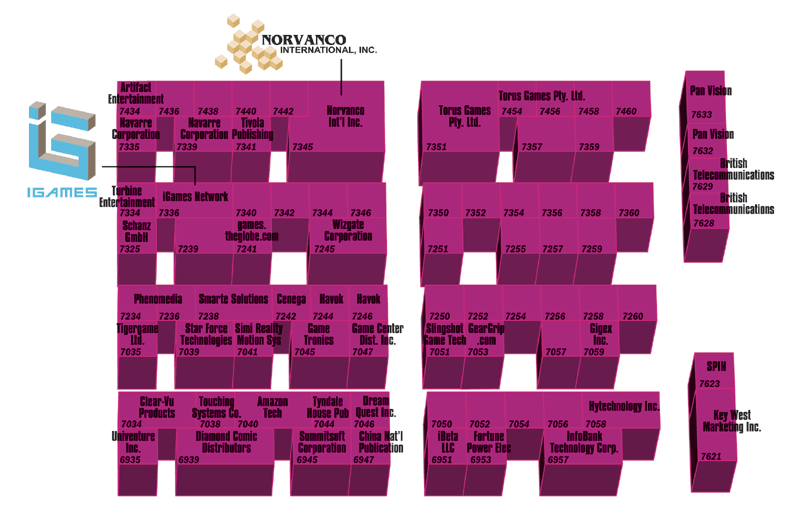 NORVANCO
INTERNATIONAL, INC.
IGAMES
Artifact
Entertainment
7434 7436 7438 7440 7442
Navarre
Corporation
7335
Navarre
Corporation
7339
Tivola
Publishing
7341
Norvanco
Int'l Inc.
7345
Torus Games Pty. Ltd.
7454 7456 7458 7460
Torus Games
Pty. Ltd.
7351 7357 7359
Pan Vision
7633
Pan Vision
7632
British
Telecommunications
7629
British
Telecommunications
7628
Turbine
Entertainment
iGames Network
7334 7336 7340 7342 7344 7346
Schanz
GmbH
7325 7239
games.
theglobe.com
7241
Wizgate
Corporation
7245
7350 7352 7354 7356 7358 7360
7251 7255 7257 7259
Phenomedia Smarte Solutions Cenega Havok Havok
7234 7236 7238 7242 7244 7246
Tigergame
Ltd.
7035
Star Force
Technologies
7039
Simi Reality
Motion Sys
7041
Game
Tronics
7045
Game Center
Dist. Inc.
7047
7250 7252 7254 7256 7258 7260
Slingshot
Game Tech
7051
GearGrip
.com
7053
7057
Gigex
Inc.
7059
SPIH
7623
Key West
Marketing Inc.
7621
Clear-Vu
Products
7034
Touching
Systems Co.
7038
Amazon
Tech
7040
Tyndale
House Pub
7044
Dream
Quest Inc.
7046
Univenture
Inc.
6935
Diamond Comic
Distributors
6939
Summitsoft
Corporation
6945
China Nat'l
Publication
6947
Hytechnology Inc.
7050 7052 7054 7056 7058
iBeta
LLC
6951
Fortune
Power Elec
6953
InfoBank
Technology Corp.
6957